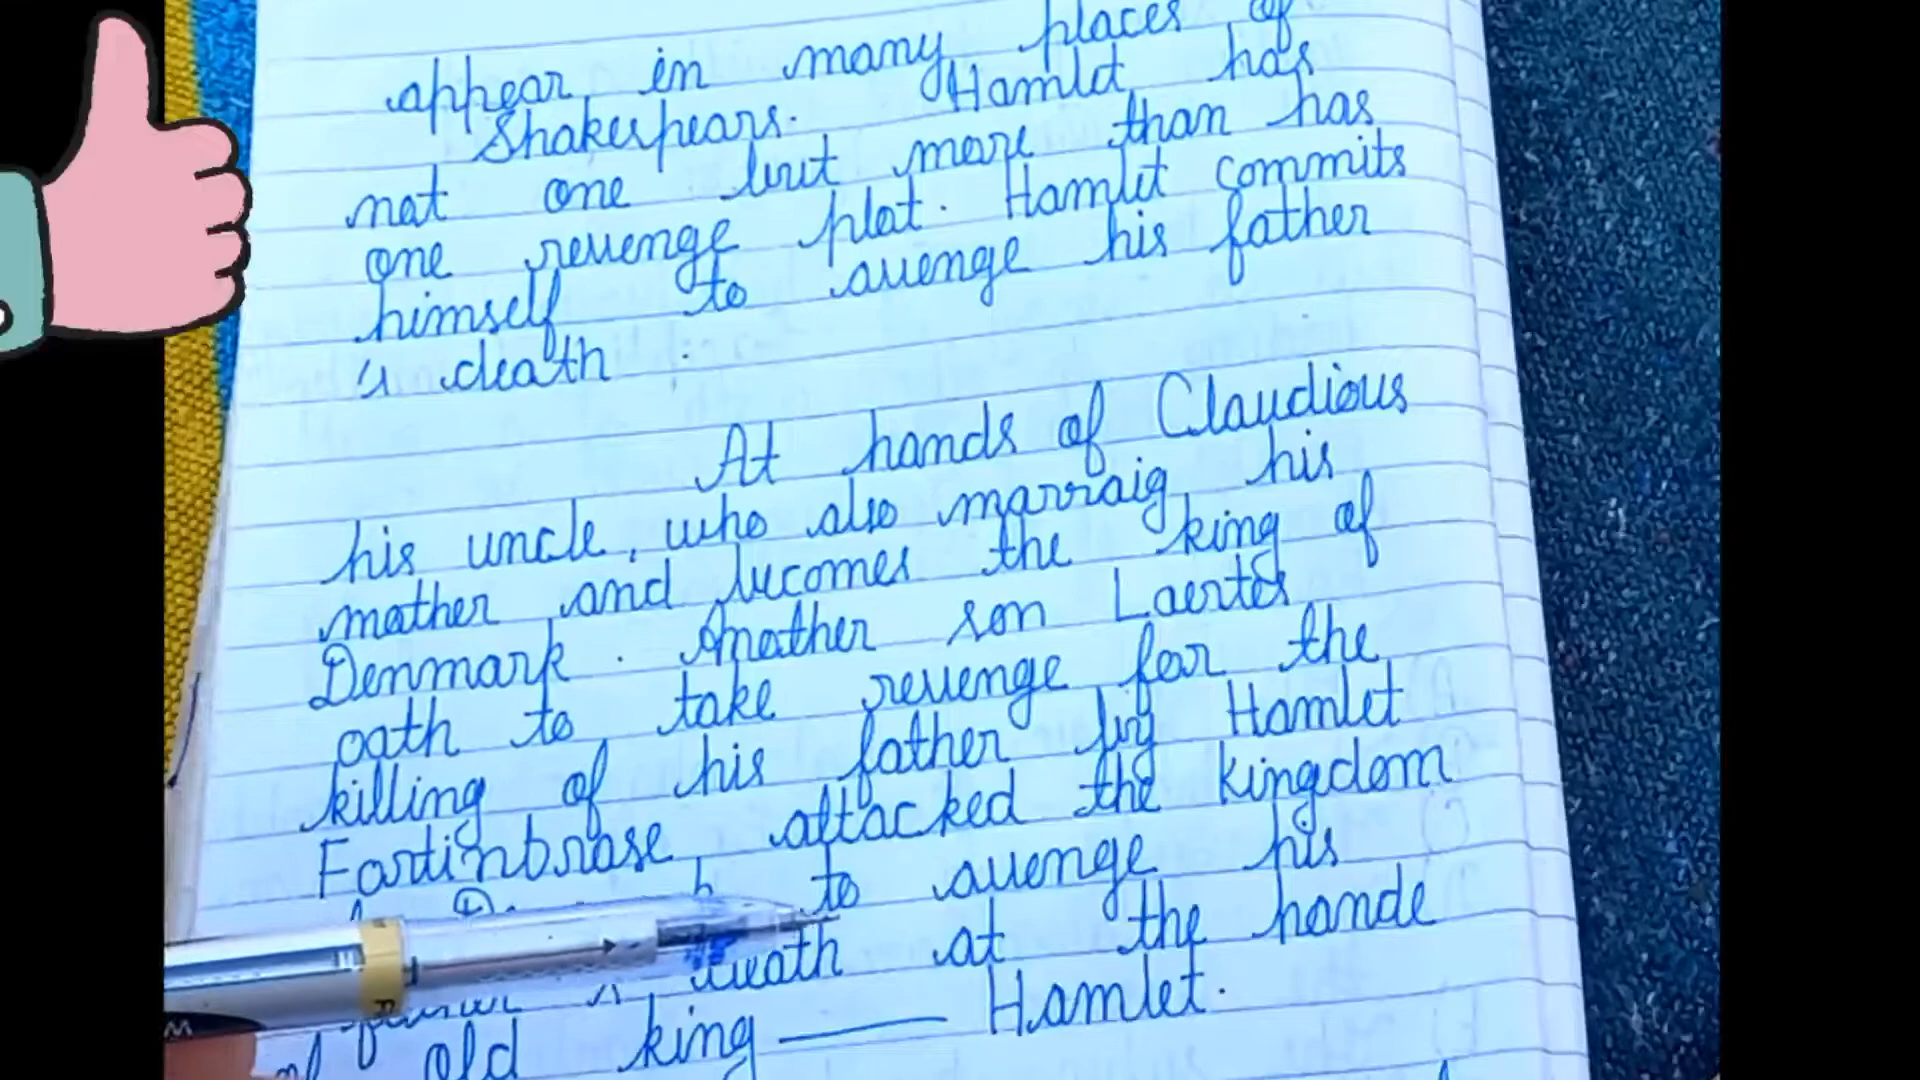 appear in many places of
Shakespears. Hamlet has
not one but more than has
one revenge plot. Hamlet commits
himself to avenge his father
's death
At hands of Claudious
his uncle, who also marraig his
mother and becomes the king of
Denmark. Another son Laertes
oath to take revenge for the
killing of his father by Hamlet
Fortinbrase attacked the kingdom
to avenge his
death at the hande
of old king — Hamlet.